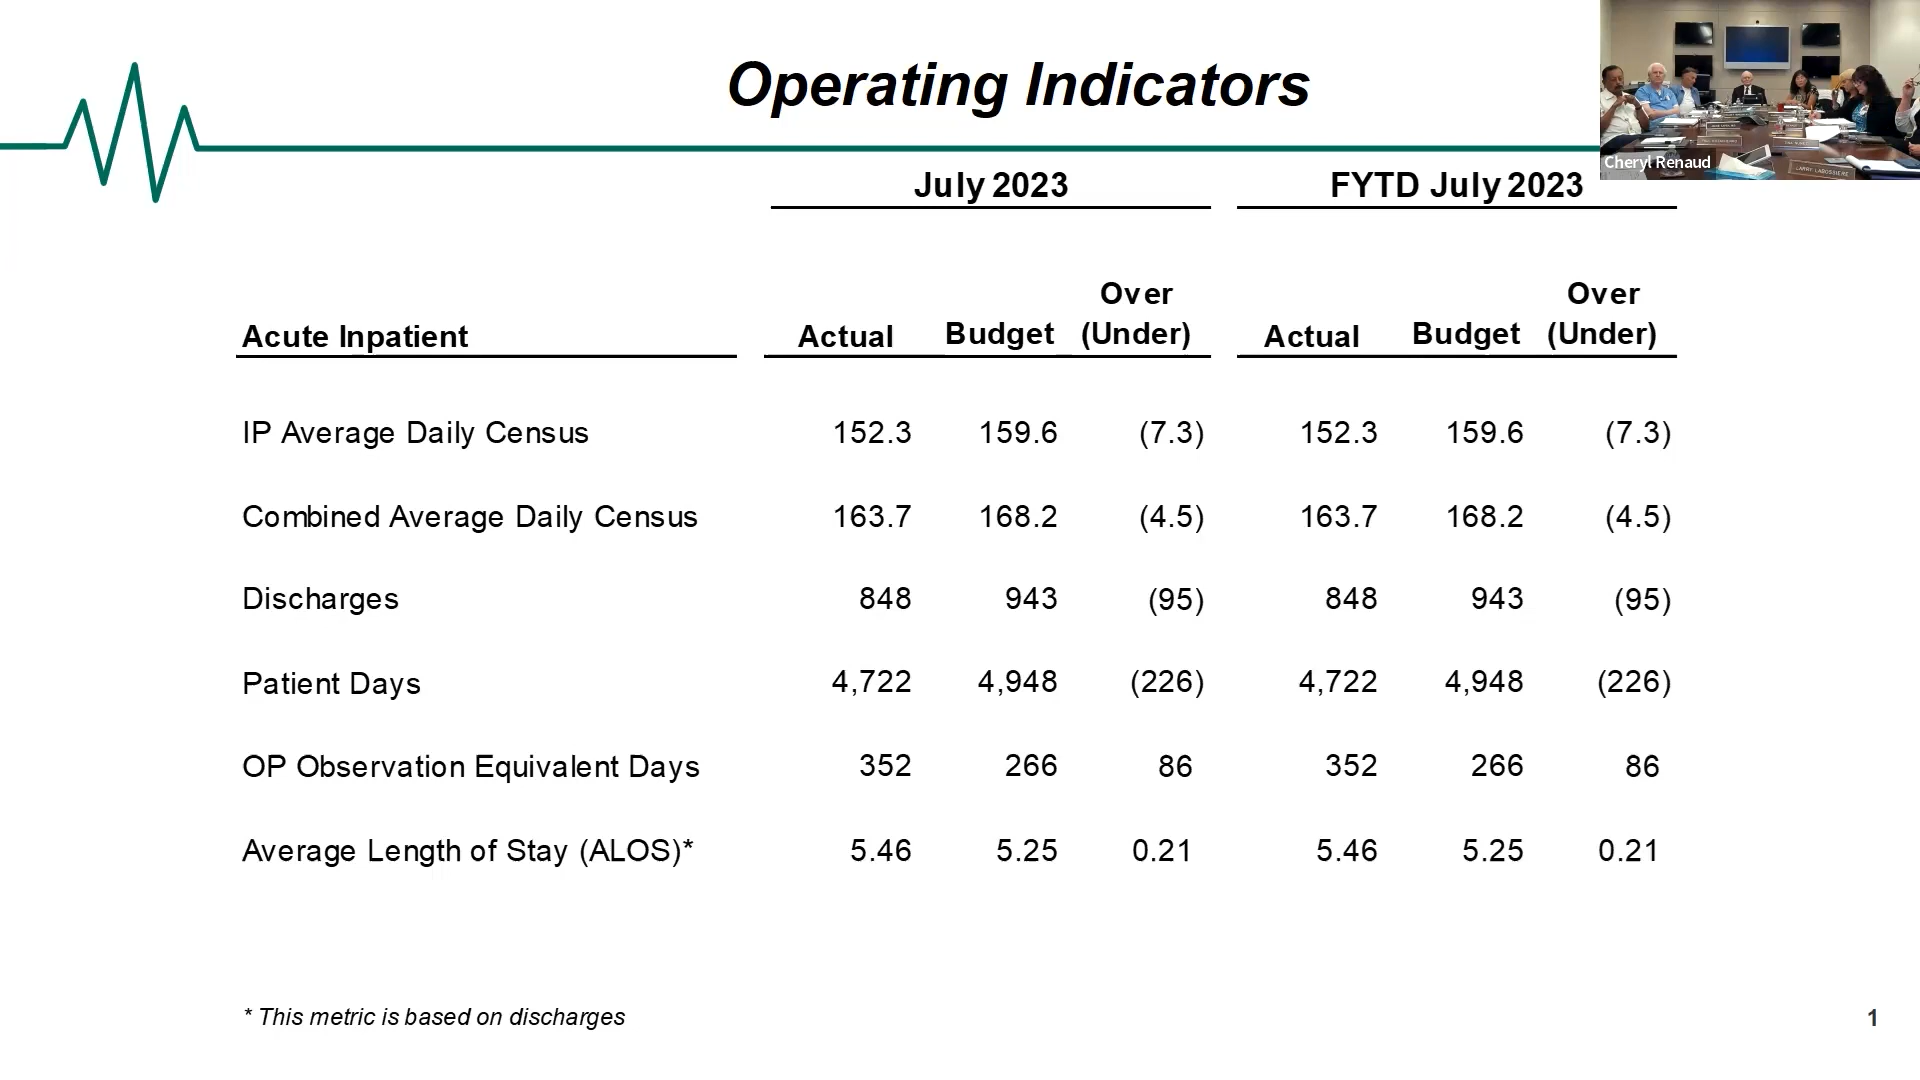 Operating Indicators
Cheryl Renaud
LARRY LABOSSIERE
July 2023 FYTD July 2023
Acute Inpatient Actual Budget Over (Under) Actual Budget Over (Under)
IP Average Daily Census 152.3 159.6 (7.3) 152.3 159.6 (7.3)
Combined Average Daily Census 163.7 168.2 (4.5) 163.7 168.2 (4.5)
Discharges 848 943 (95) 848 943 (95)
Patient Days 4,722 4,948 (226) 4,722 4,948 (226)
OP Observation Equivalent Days 352 266 86 352 266 86
Average Length of Stay (ALOS)* 5.46 5.25 0.21 5.46 5.25 0.21
* This metric is based on discharges
1